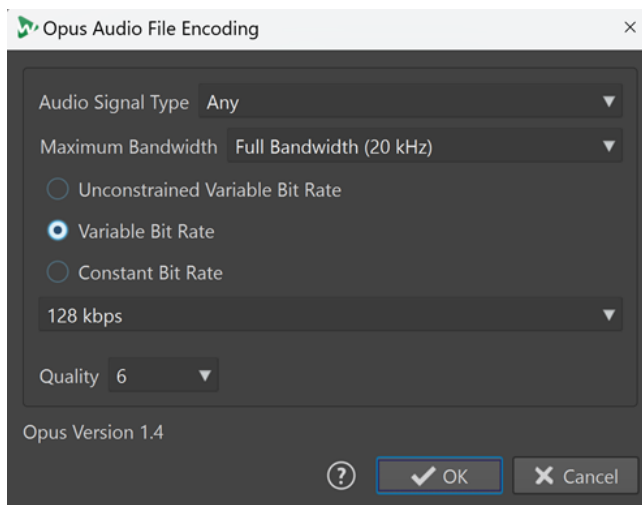 Opus Audio File Encoding
Audio Signal Type Any
Maximum Bandwidth Full Bandwidth (20 kHz)
Unconstrained Variable Bit Rate
Variable Bit Rate
Constant Bit Rate
128 kbps
Quality 6
Opus Version 1.4
? OK Cancel